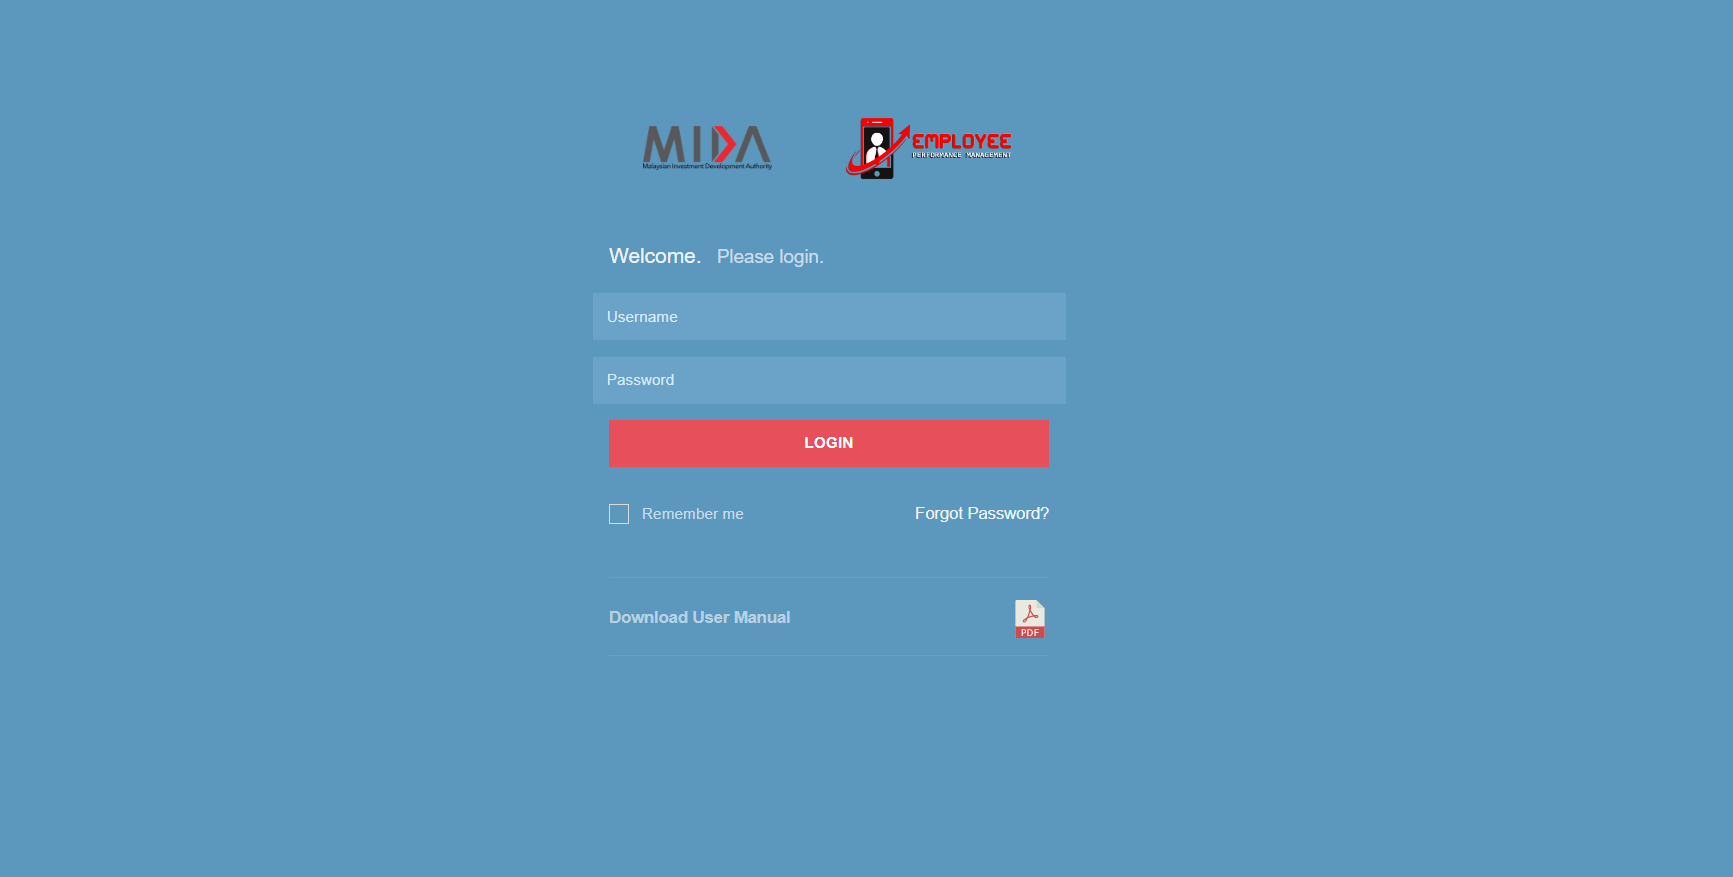 MIDA
Malaysian Investment Development Authority
EMPLOYEE
PERFORMANCE MANAGEMENT
Welcome. Please login.
Username
Password
LOGIN
Remember me
Forgot Password?
Download User Manual
PDF